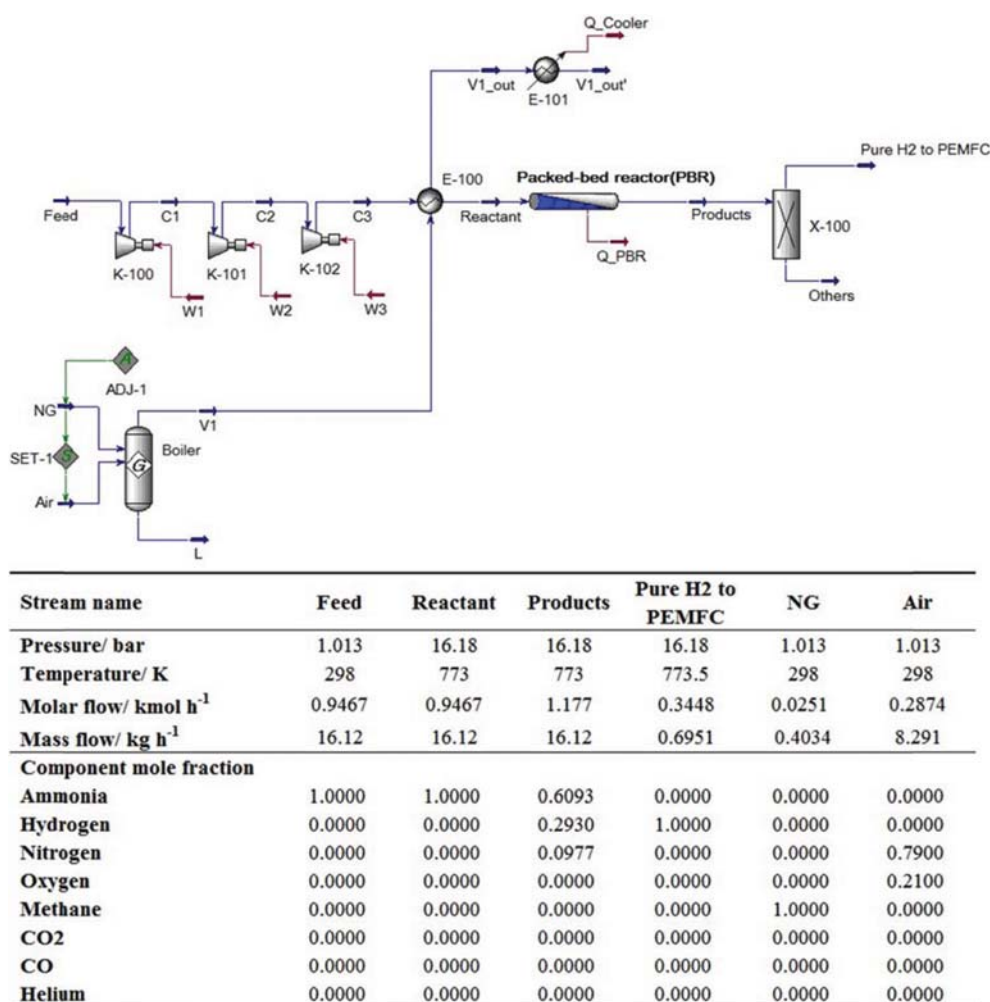 Q_Cooler
V1_out
E-101
V1_out'
Pure H2 to PEMFC
E-100
Packed-bed reactor(PBR)
Feed
C1
C2
C3
Reactant
Products
X-100
K-100
K-101
K-102
Q_PBR
Others
W1
W2
W3
A
ADJ-1
NG
V1
Boiler
SET-1
S
G
Air
L
Stream name Feed Reactant Products Pure H2 to PEMFC NG Air
Pressure/ bar 1.013 16.18 16.18 16.18 1.013 1.013
Temperature/ K 298 773 773 773.5 298 298
Molar flow/ kmol h-1 0.9467 0.9467 1.177 0.3448 0.0251 0.2874
Mass flow/ kg h-1 16.12 16.12 16.12 0.6951 0.4034 8.291
Component mole fraction
Ammonia 1.0000 1.0000 0.6093 0.0000 0.0000 0.0000
Hydrogen 0.0000 0.0000 0.2930 1.0000 0.0000 0.0000
Nitrogen 0.0000 0.0000 0.0977 0.0000 0.0000 0.7900
Oxygen 0.0000 0.0000 0.0000 0.0000 0.0000 0.2100
Methane 0.0000 0.0000 0.0000 0.0000 1.0000 0.0000
CO2 0.0000 0.0000 0.0000 0.0000 0.0000 0.0000
CO 0.0000 0.0000 0.0000 0.0000 0.0000 0.0000
Helium 0.0000 0.0000 0.0000 0.0000 0.0000 0.0000